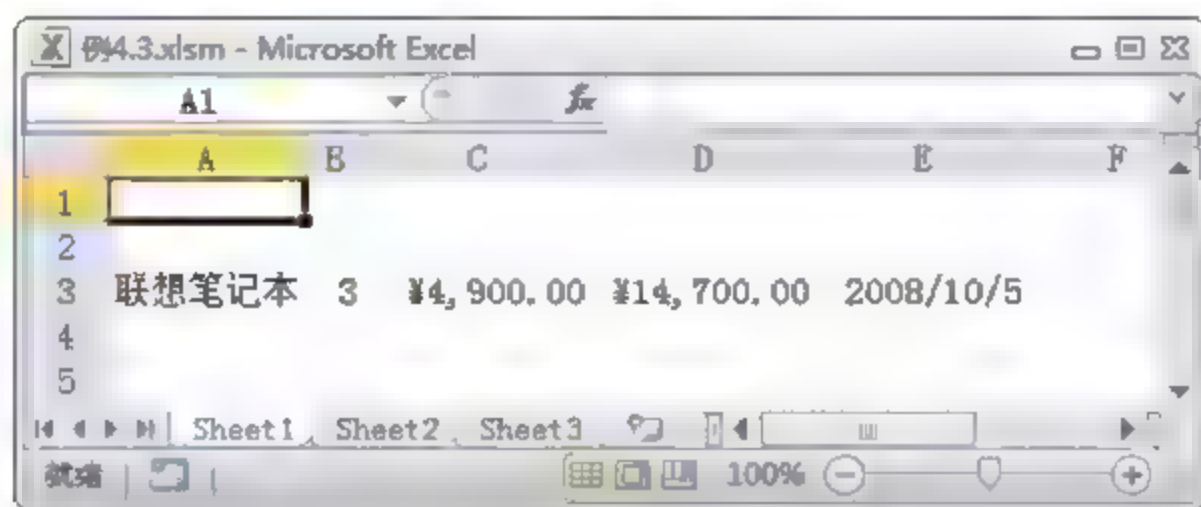 例4.3.xlsm - Microsoft Excel
A1 fx
A B C D E F
1
2
3 联想笔记本 3 ¥4,900.00 ¥14,700.00 2008/10/5
4
5
Sheet1 Sheet2 Sheet3
就绪 100%